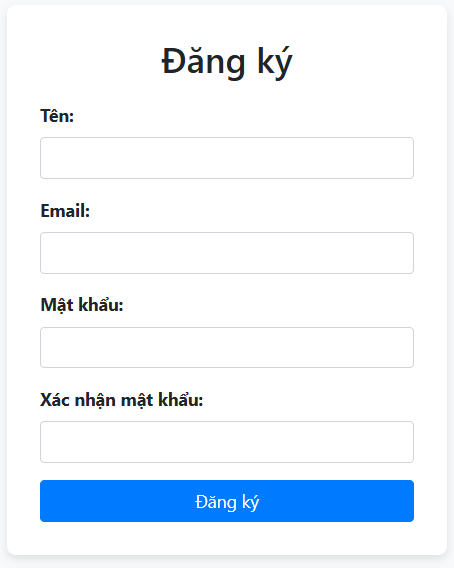 Đăng ký
Tên:
Email:
Mật khẩu:
Xác nhận mật khẩu:
Đăng ký